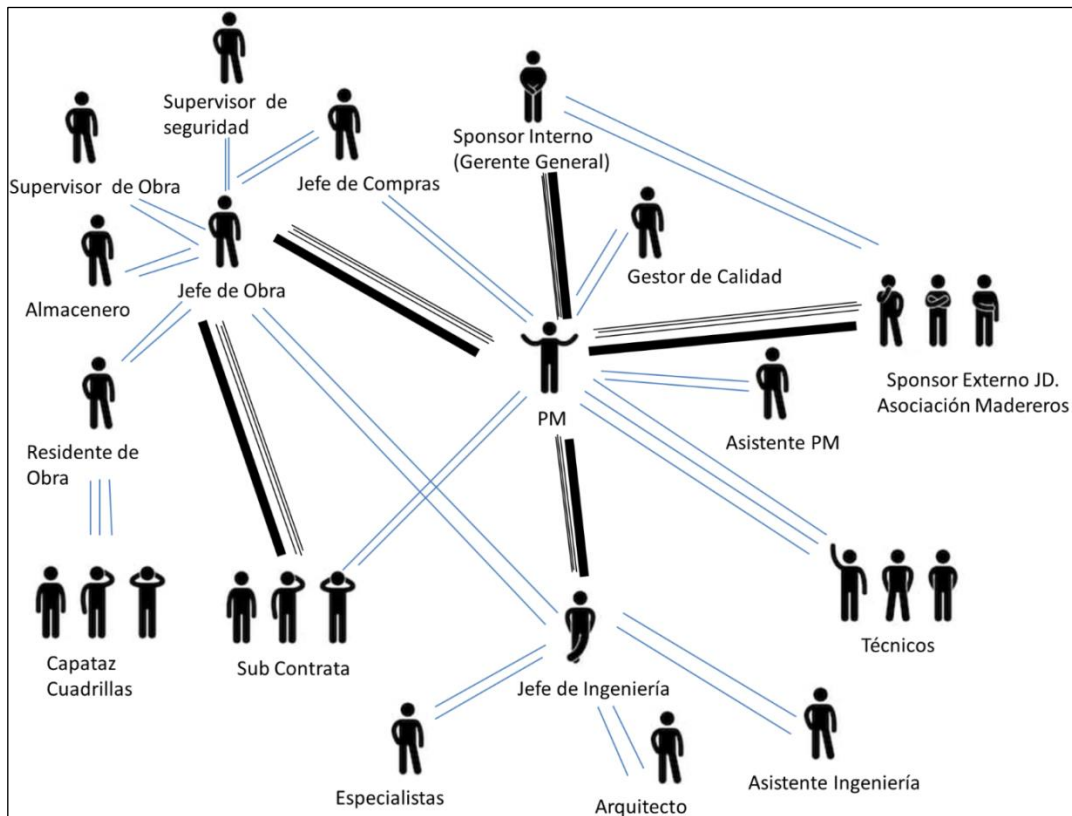 Supervisor de
seguridad
Sponsor Interno
(Gerente General)
Supervisor de Obra
Jefe de Compras
Gestor de Calidad
Almacenero
Jefe de Obra
Sponsor Externo JD.
Asociación Madereros
PM
Asistente PM
Residente de
Obra
Técnicos
Capataz
Cuadrillas
Sub Contrata
Jefe de Ingeniería
Asistente Ingeniería
Especialistas
Arquitecto